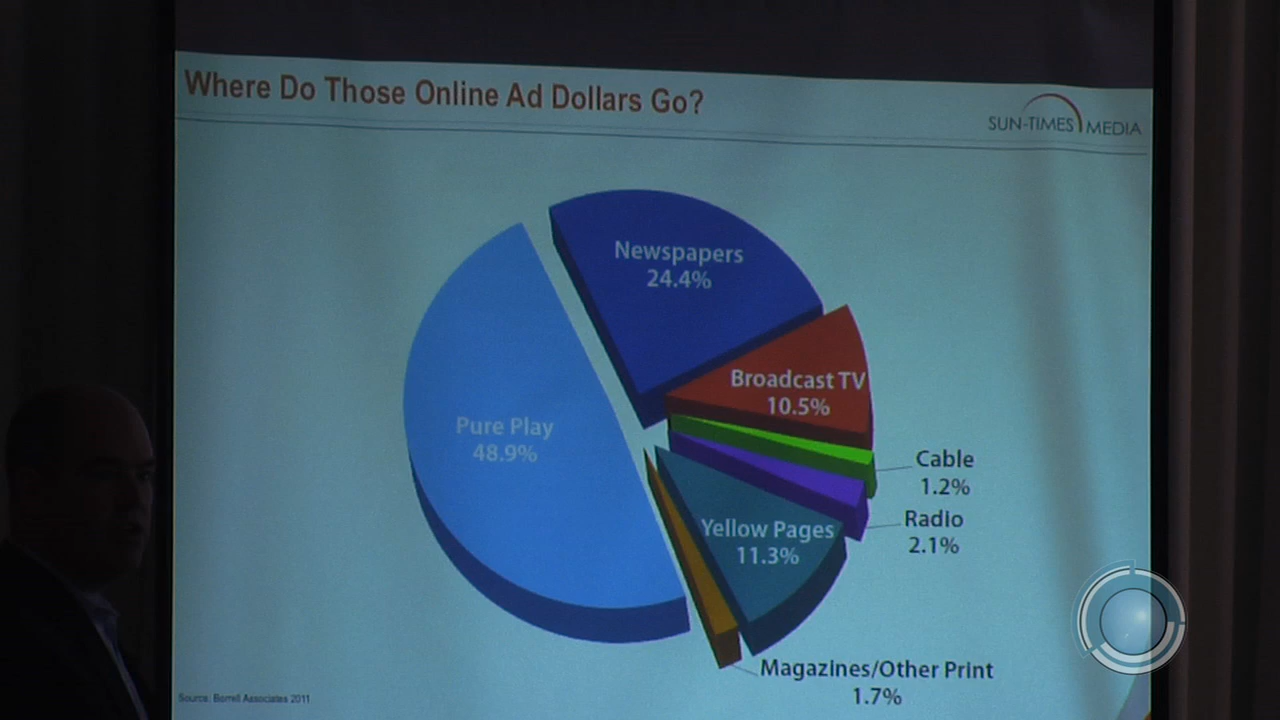 Where Do Those Online Ad Dollars Go?
SUN-TIMES MEDIA
Newspapers
24.4%
Broadcast TV
10.5%
Pure Play
48.9%
Cable
1.2%
Radio
2.1%
Yellow Pages
11.3%
Magazines/Other Print
1.7%
Source: Borrell Associates 2011